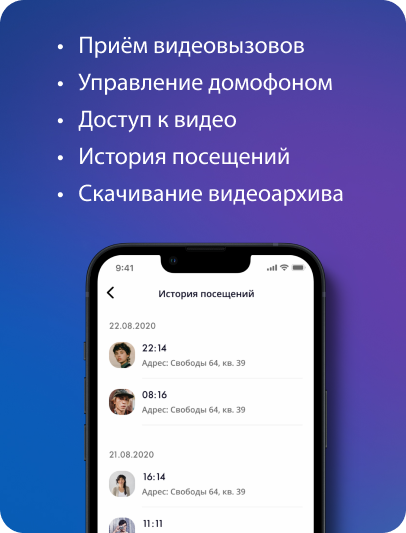 • Приём видеовызовов
• Управление домофоном
• Доступ к видео
• История посещений
• Скачивание видеоархива
9:41
История посещений
22.08.2020
22:14
Адрес: Свободы 64, кв. 39
08:16
Адрес: Свободы 64, кв. 39
21.08.2020
16:14
Адрес: Свободы 64, кв. 39
11:11